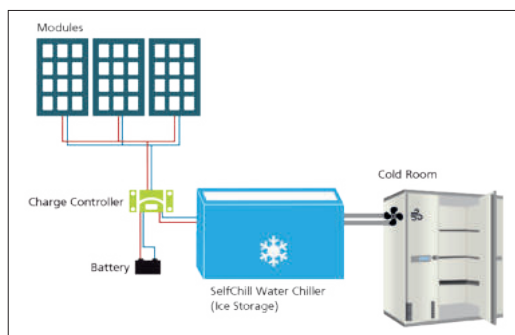 Modules
Cold Room
Charge Controller
Battery
SelfChill Water Chiller
(Ice Storage)